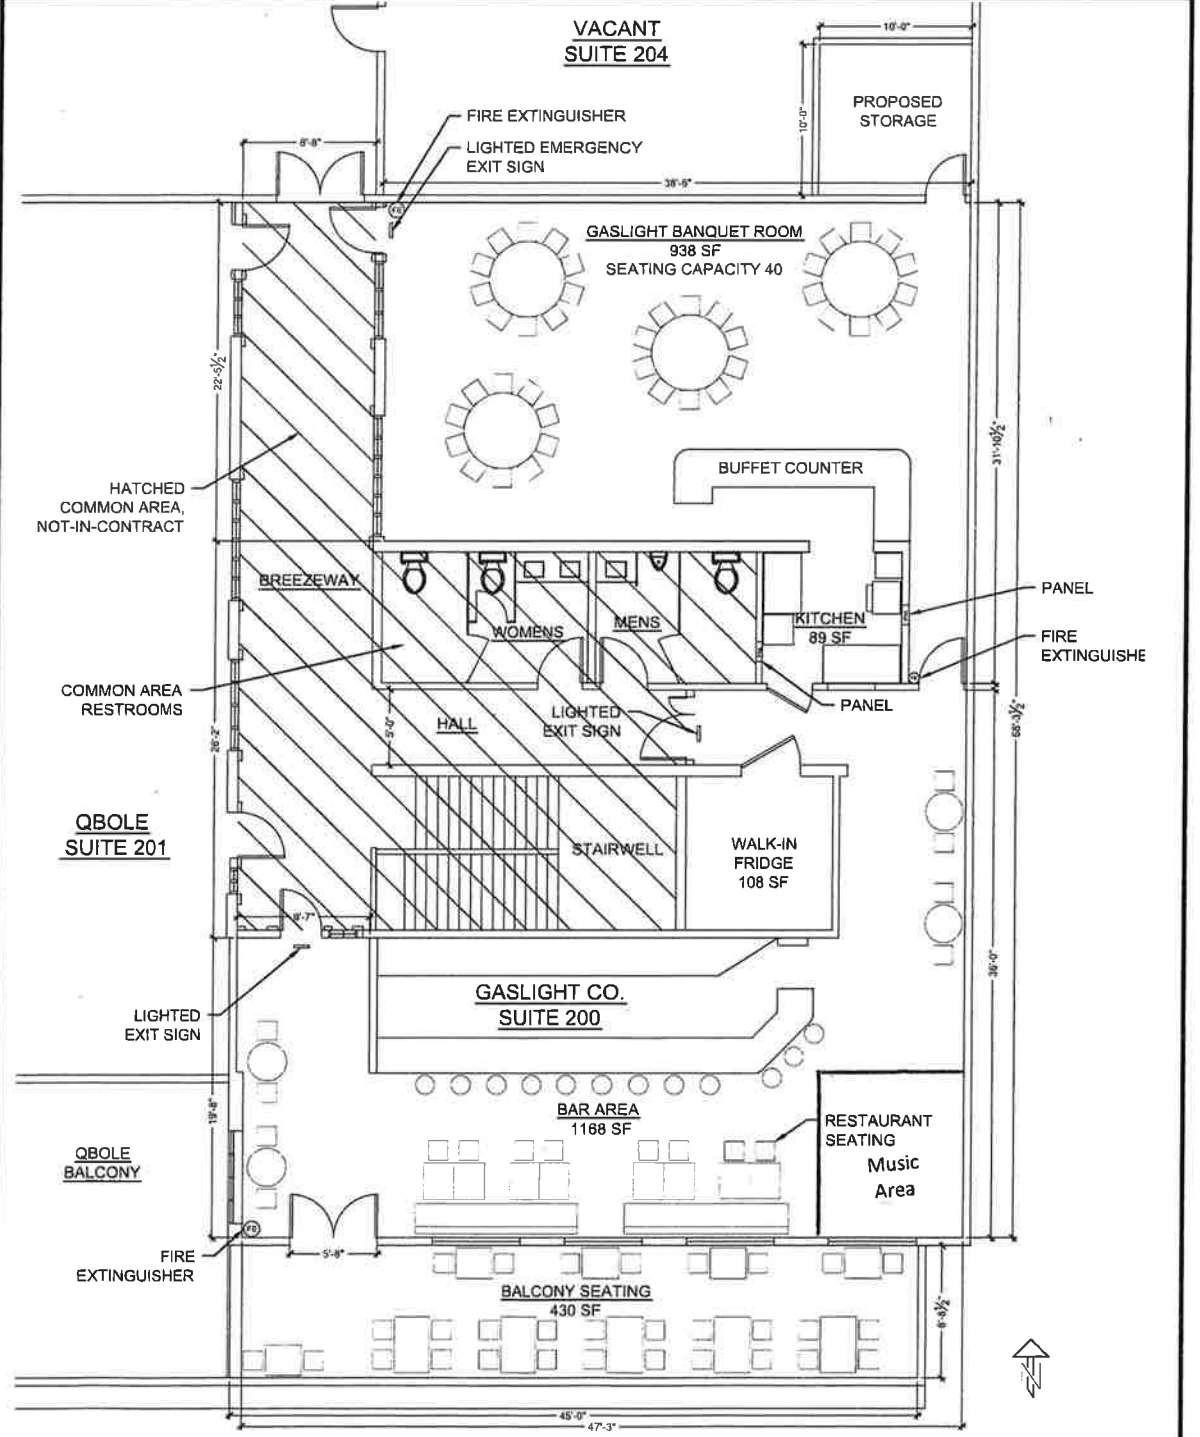 VACANT
SUITE 204
10'-0"
PROPOSED
STORAGE
10'-0"
FIRE EXTINGUISHER
LIGHTED EMERGENCY
EXIT SIGN
38'-6"
FE
GASLIGHT BANQUET ROOM
938 SF
SEATING CAPACITY 40
22'-5½"
31'-10½"
HATCHED
COMMON AREA,
NOT-IN-CONTRACT
BUFFET COUNTER
BREEZEWAY
WOMENS
MENS
KITCHEN
89 SF
PANEL
FIRE
EXTINGUISHE
COMMON AREA
RESTROOMS
HALL
5'-0"
LIGHTED
EXIT SIGN
PANEL
26'-2"
QBOLE
SUITE 201
STAIRWELL
WALK-IN
FRIDGE
108 SF
8'-7"
36'-0"
GASLIGHT CO.
SUITE 200
LIGHTED
EXIT SIGN
19'-8"
BAR AREA
1168 SF
RESTAURANT
SEATING
Music
Area
QBOLE
BALCONY
FE
FIRE
EXTINGUISHER
5'-8"
BALCONY SEATING
430 SF
8'-8½"
45'-0"
47'-3"